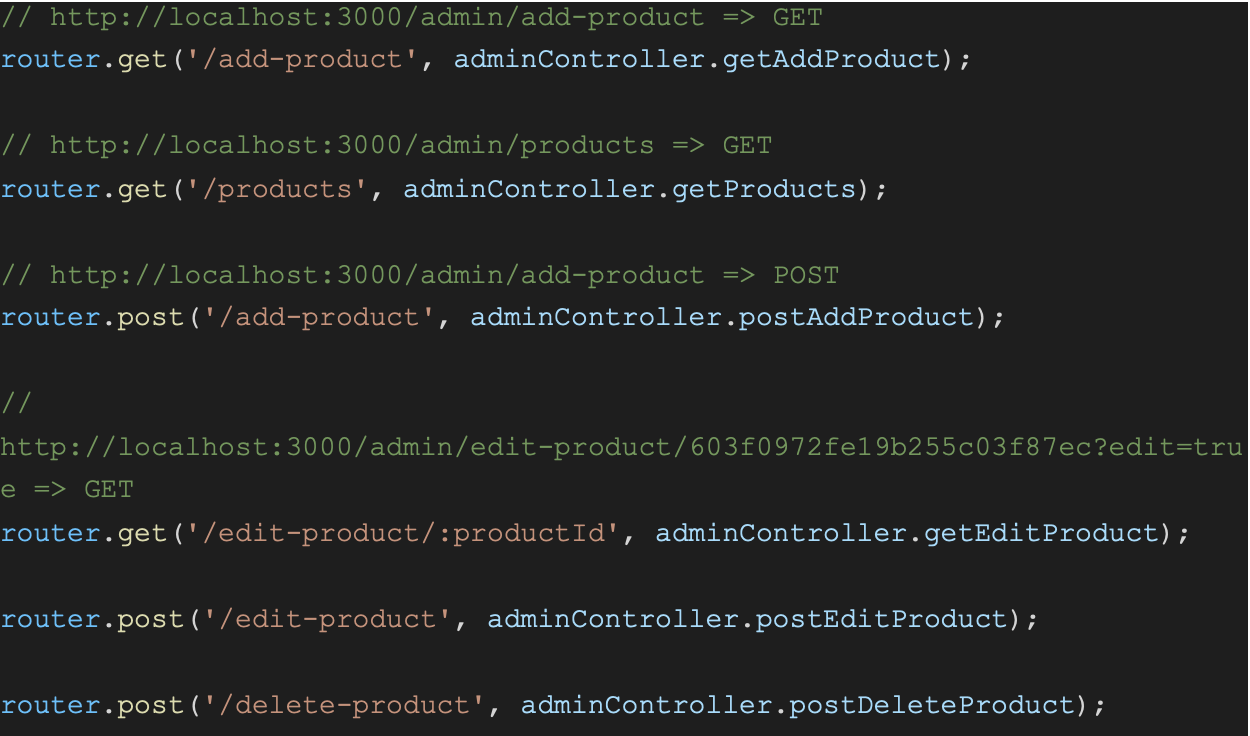 // http://localhost:3000/admin/add-product => GET
router.get('/add-product', adminController.getAddProduct);
// http://localhost:3000/admin/products => GET
router.get('/products', adminController.getProducts);
// http://localhost:3000/admin/add-product => POST
router.post('/add-product', adminController.postAddProduct);
//
http://localhost:3000/admin/edit-product/603f0972fe19b255c03f87ec?edit=tru
e => GET
router.get('/edit-product/:productId', adminController.getEditProduct);
router.post('/edit-product', adminController.postEditProduct);
router.post('/delete-product', adminController.postDeleteProduct);